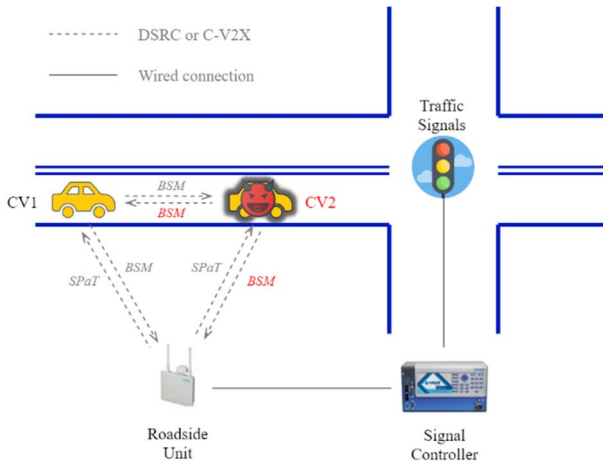 DSRC or C-V2X
Wired connection
Traffic
Signals
CV1
BSM
BSM
CV2
SPaT
BSM
SPaT
BSM
Roadside
Unit
Signal
Controller